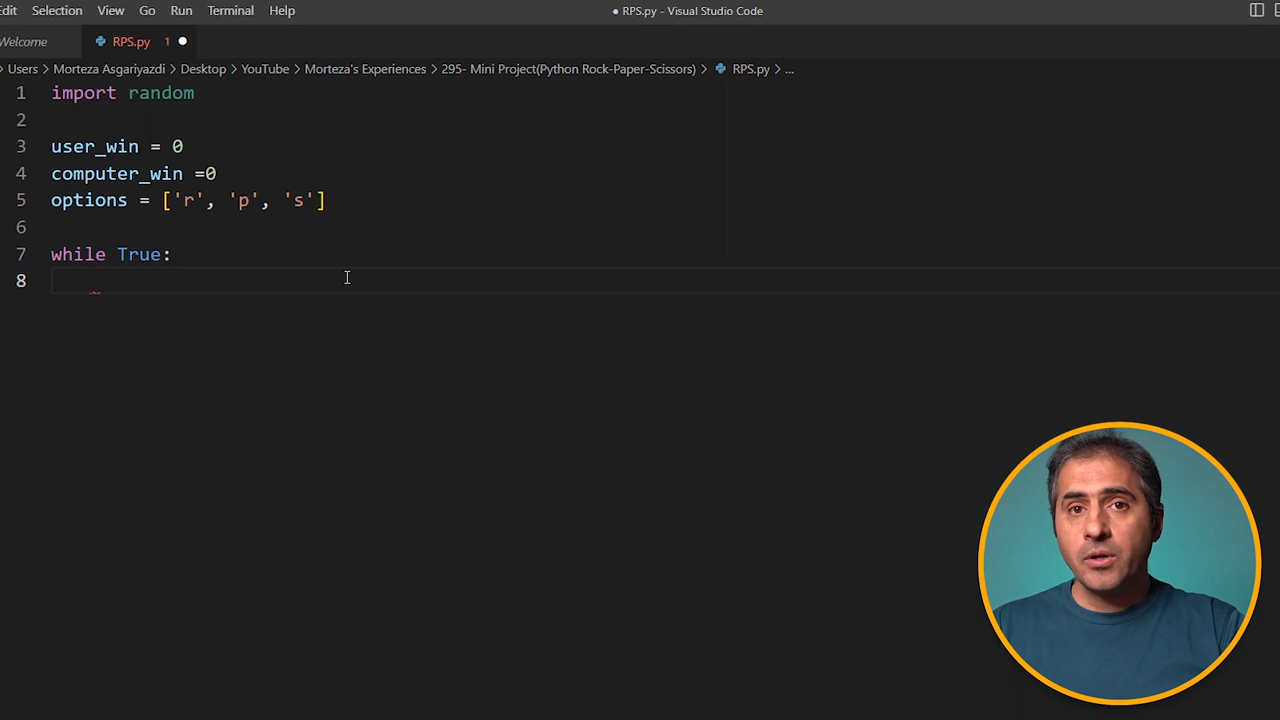 Edit Selection View Go Run Terminal Help ● RPS.py - Visual Studio Code
Welcome RPS.py 1 ●
Users > Morteza Asgariyazdi > Desktop > YouTube > Morteza's Experiences > 295- Mini Project(Python Rock-Paper-Scissors) > RPS.py > ...
1 import random
2
3 user_win = 0
4 computer_win =0
5 options = ['r', 'p', 's']
6
7 while True:
8